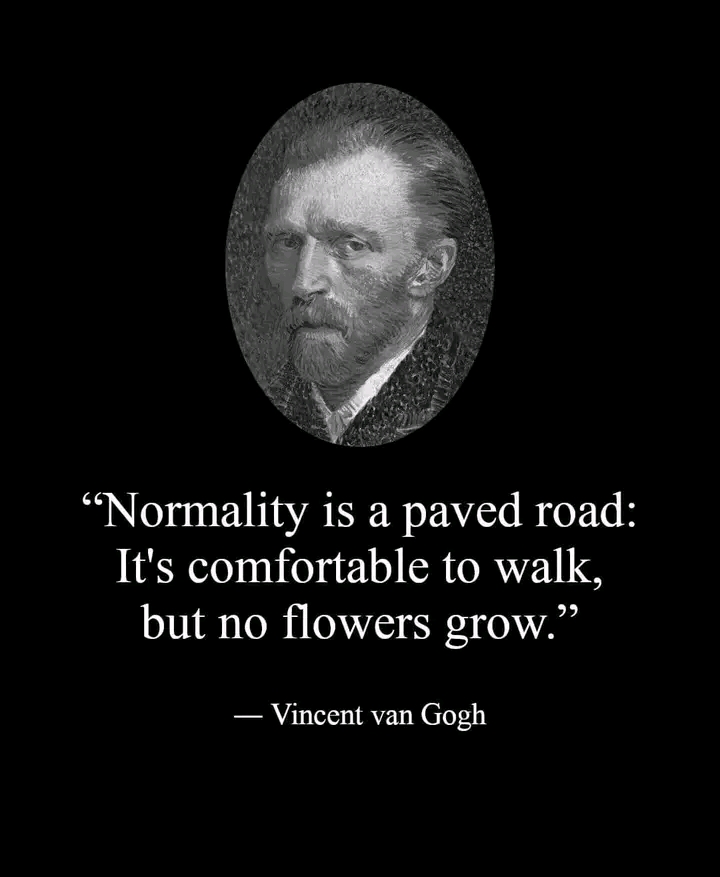 “Normality is a paved road:
It's comfortable to walk,
but no flowers grow.”
— Vincent van Gogh